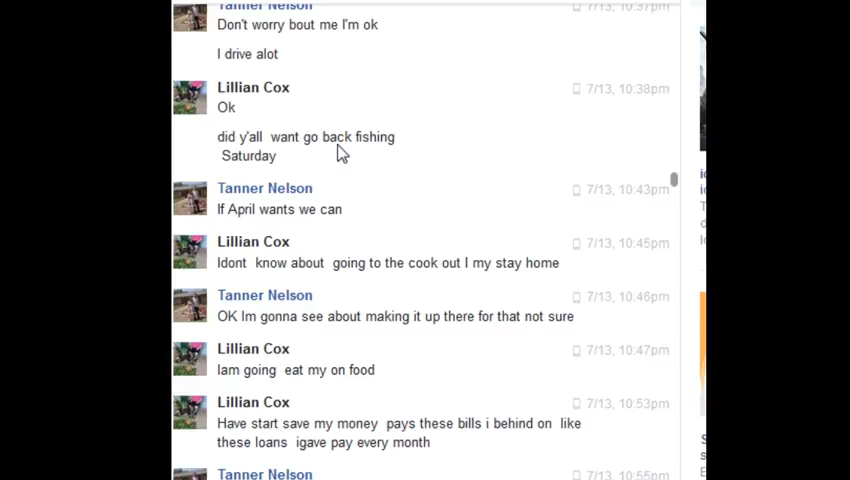 Tanner Nelson
7/13, 10:37pm
Don't worry bout me I'm ok
I drive alot
Lillian Cox
7/13, 10:38pm
Ok
did y'all want go back fishing
Saturday
Tanner Nelson
7/13, 10:43pm
If April wants we can
Lillian Cox
7/13, 10:45pm
Idont know about going to the cook out I my stay home
Tanner Nelson
7/13, 10:46pm
OK Im gonna see about making it up there for that not sure
Lillian Cox
7/13, 10:47pm
Iam going eat my on food
Lillian Cox
7/13, 10:53pm
Have start save my money pays these bills i behind on like
these loans igave pay every month
Tanner Nelson
7/13, 10:55pm